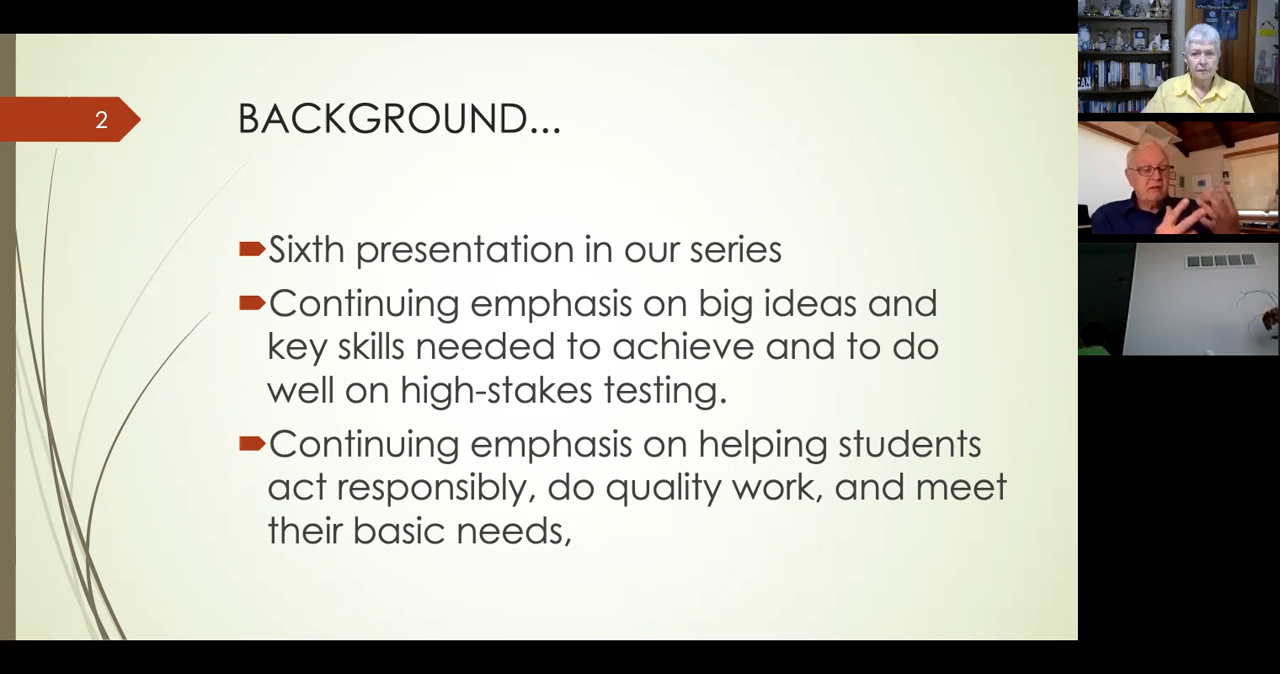 2
BACKGROUND...
Sixth presentation in our series
Continuing emphasis on big ideas and
key skills needed to achieve and to do
well on high-stakes testing.
Continuing emphasis on helping students
act responsibly, do quality work, and meet
their basic needs,